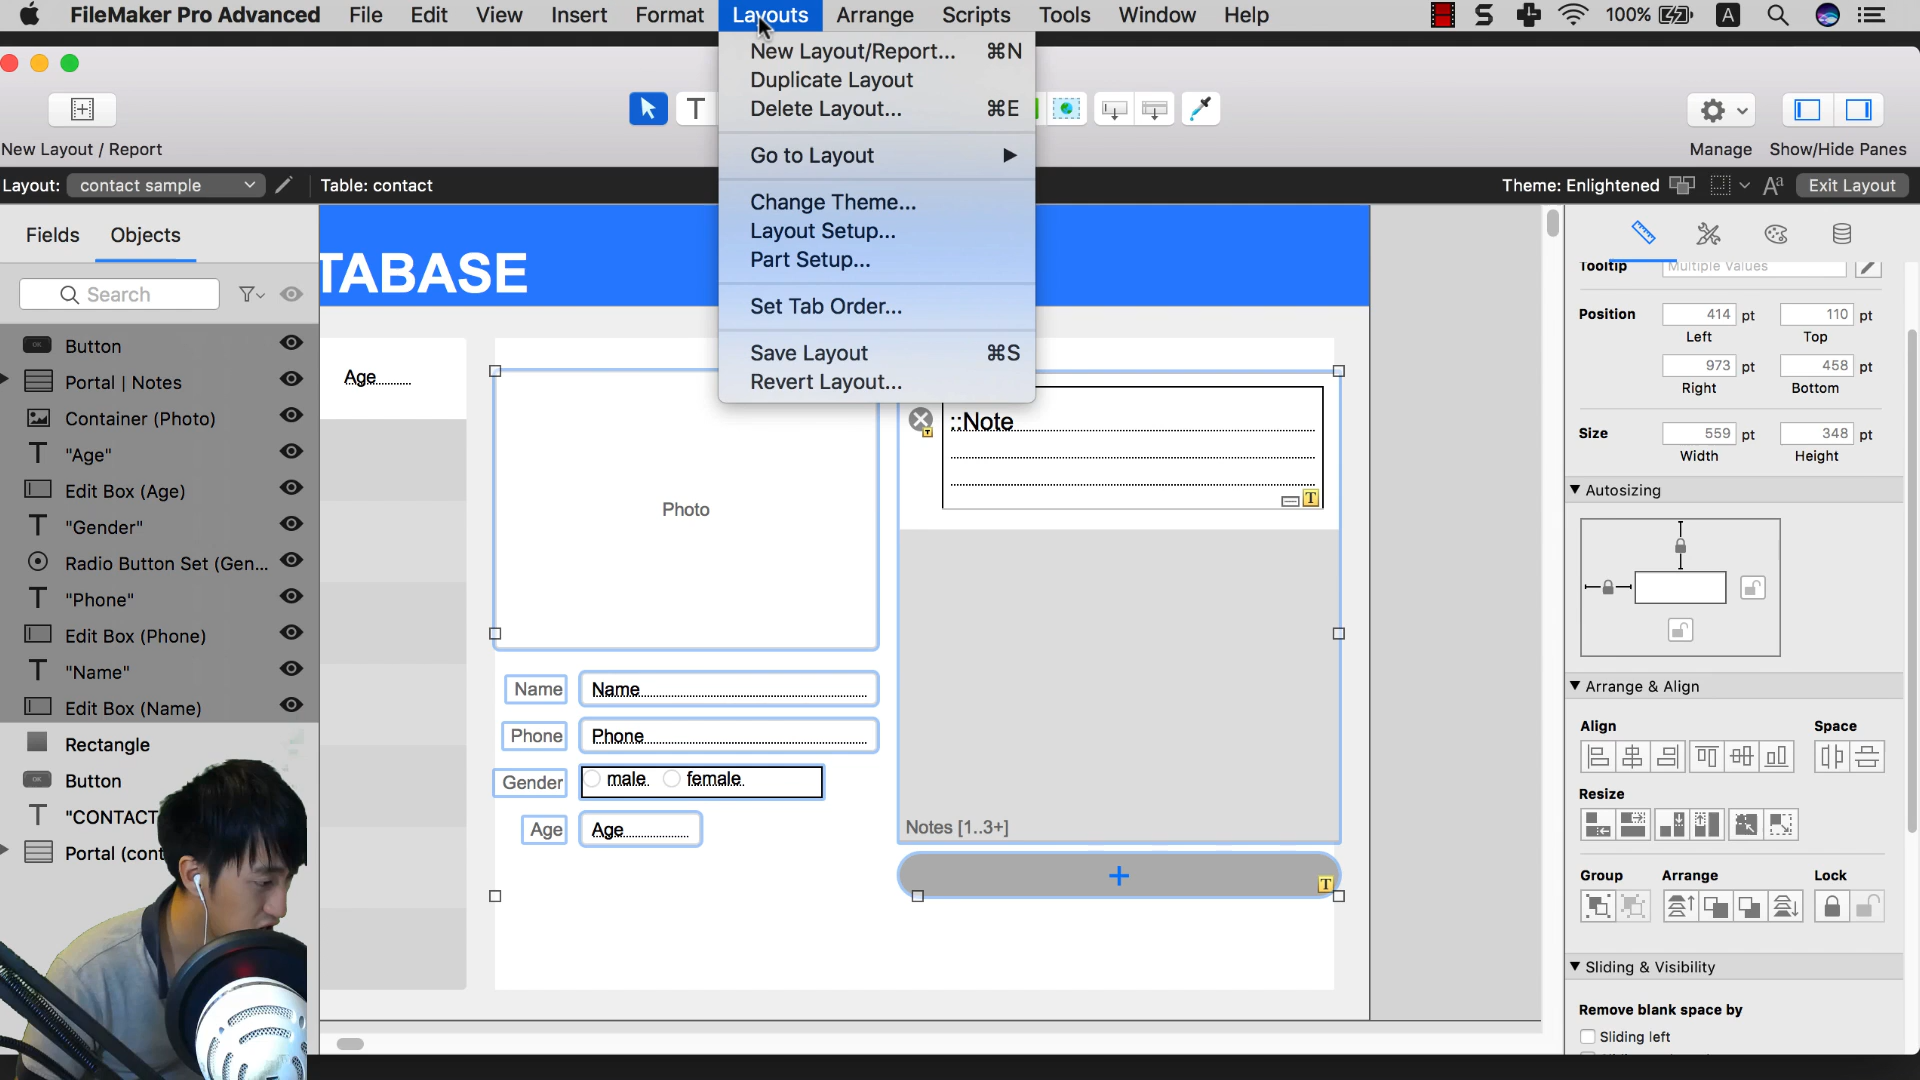 FileMaker Pro Advanced File Edit View Insert Format Layouts Arrange Scripts Tools Window Help 100% A
New Layout/Report... ⌘N
Duplicate Layout
Delete Layout... ⌘E
Go to Layout
Change Theme...
Layout Setup...
Part Setup...
Set Tab Order...
Save Layout ⌘S
Revert Layout...
T
New Layout / Report
Manage Show/Hide Panes
Layout: contact sample Table: contact Theme: Enlightened Aa Exit Layout
Fields Objects
Search
Button
Portal | Notes
Container (Photo)
T "Age"
Edit Box (Age)
T "Gender"
Radio Button Set (Gen...
T "Phone"
Edit Box (Phone)
T "Name"
Edit Box (Name)
Rectangle
OK Button
T "CONTACT
Portal (cont
TABASE
Age
Photo
::Note
T
Name Name
Phone Phone
Gender male female
Age Age
Notes [1..3+]
+
T
Tooltip Multiple Values
Position 414 pt 110 pt
Left Top
973 pt 458 pt
Right Bottom
Size 559 pt 348 pt
Width Height
Autosizing
Arrange & Align
Align Space
Resize
Group Arrange Lock
Sliding & Visibility
Remove blank space by
Sliding left